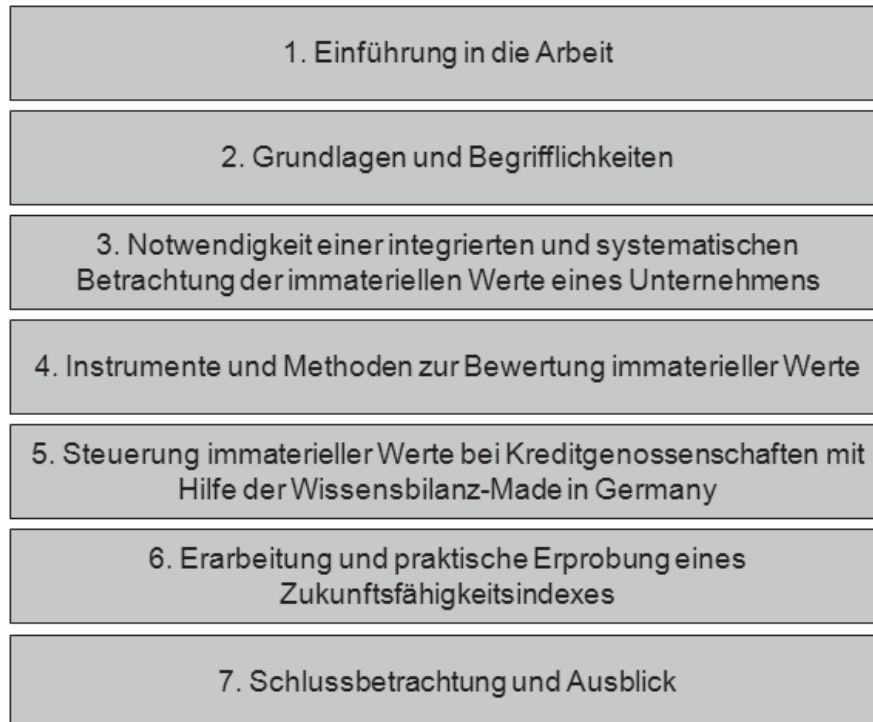 1. Einführung in die Arbeit
2. Grundlagen und Begrifflichkeiten
3. Notwendigkeit einer integrierten und systematischen
Betrachtung der immateriellen Werte eines Unternehmens
4. Instrumente und Methoden zur Bewertung immaterieller Werte
5. Steuerung immaterieller Werte bei Kreditgenossenschaften mit
Hilfe der Wissensbilanz-Made in Germany
6. Erarbeitung und praktische Erprobung eines
Zukunftsfähigkeitsindexes
7. Schlussbetrachtung und Ausblick